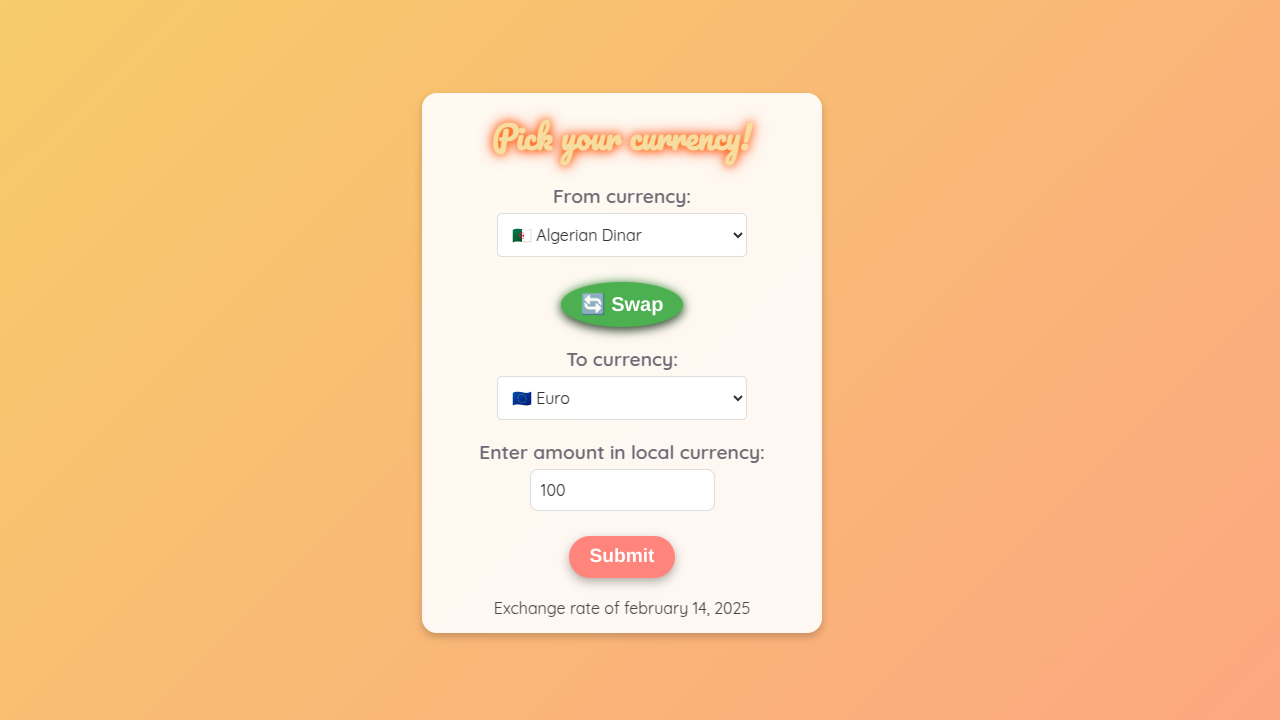 Pick your currency!
From currency:
🇩🇿 Algerian Dinar
🔄 Swap
To currency:
🇪🇺 Euro
Enter amount in local currency:
100
Submit
Exchange rate of february 14, 2025